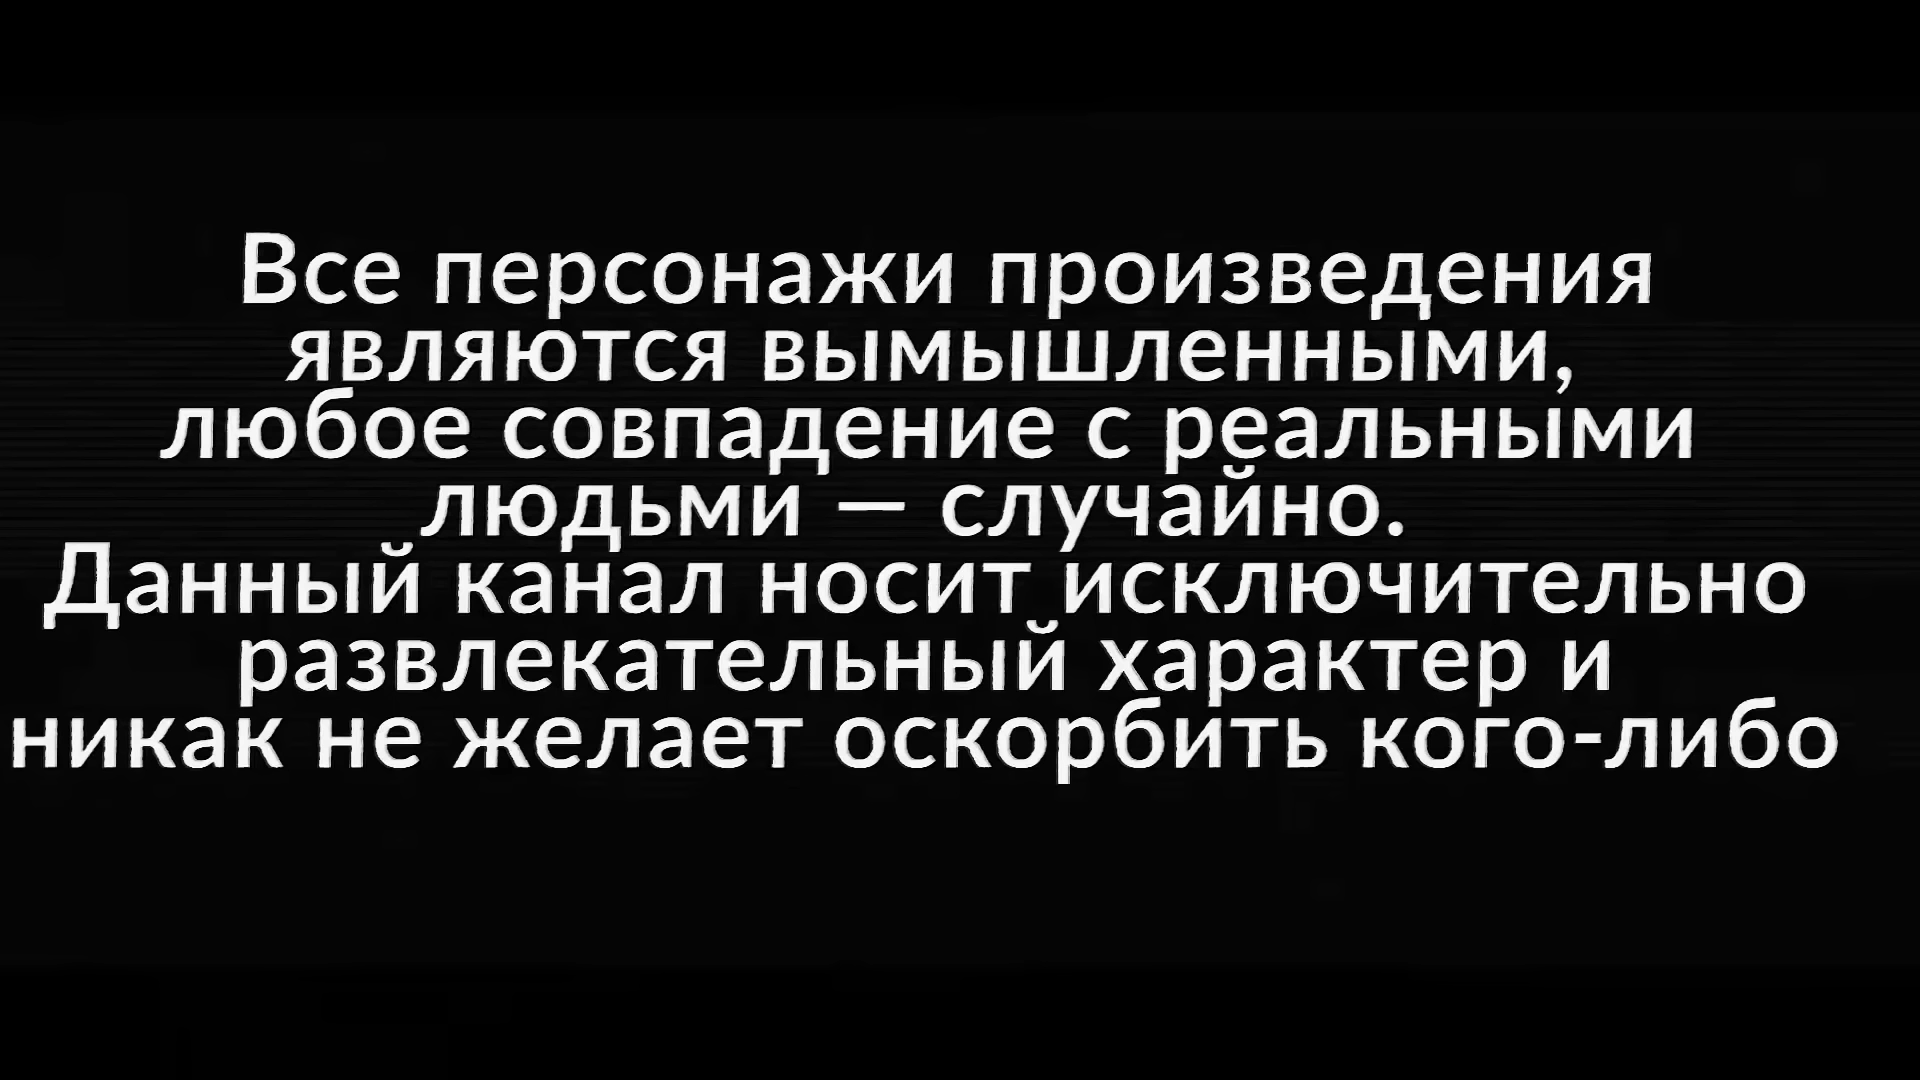 Все персонажи произведения
являются вымышленными,
любое совпадение с реальными
людьми — случайно.
Данный канал носит исключительно
развлекательный характер и
никак не желает оскорбить кого-либо